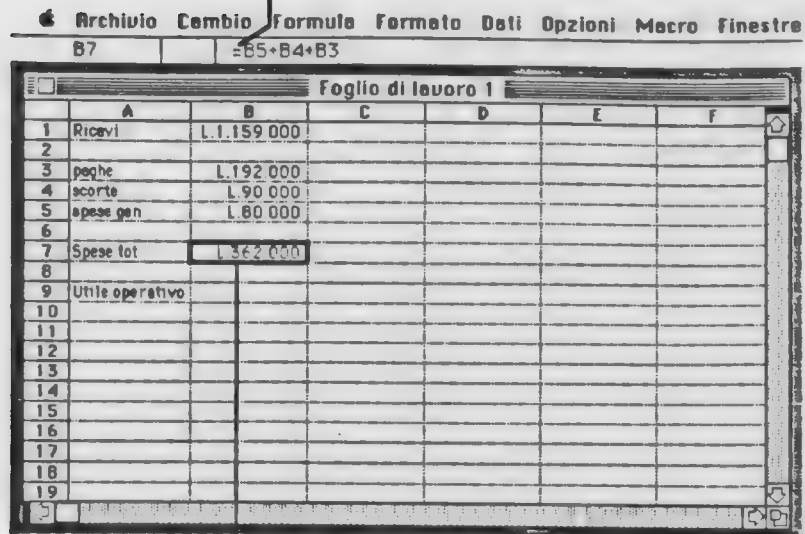 Archivio Cambio Formula Formato Dati Opzioni Macro Finestre
B7 =B5+B4+B3
Foglio di lavoro 1
A B C D E F
1 Ricavi L.1.159 000
2
3 paghe L.192 000
4 scorte L.90 000
5 spese gen L.80 000
6
7 Spese tot L.362 000
8
9 Utile operativo
10
11
12
13
14
15
16
17
18
19